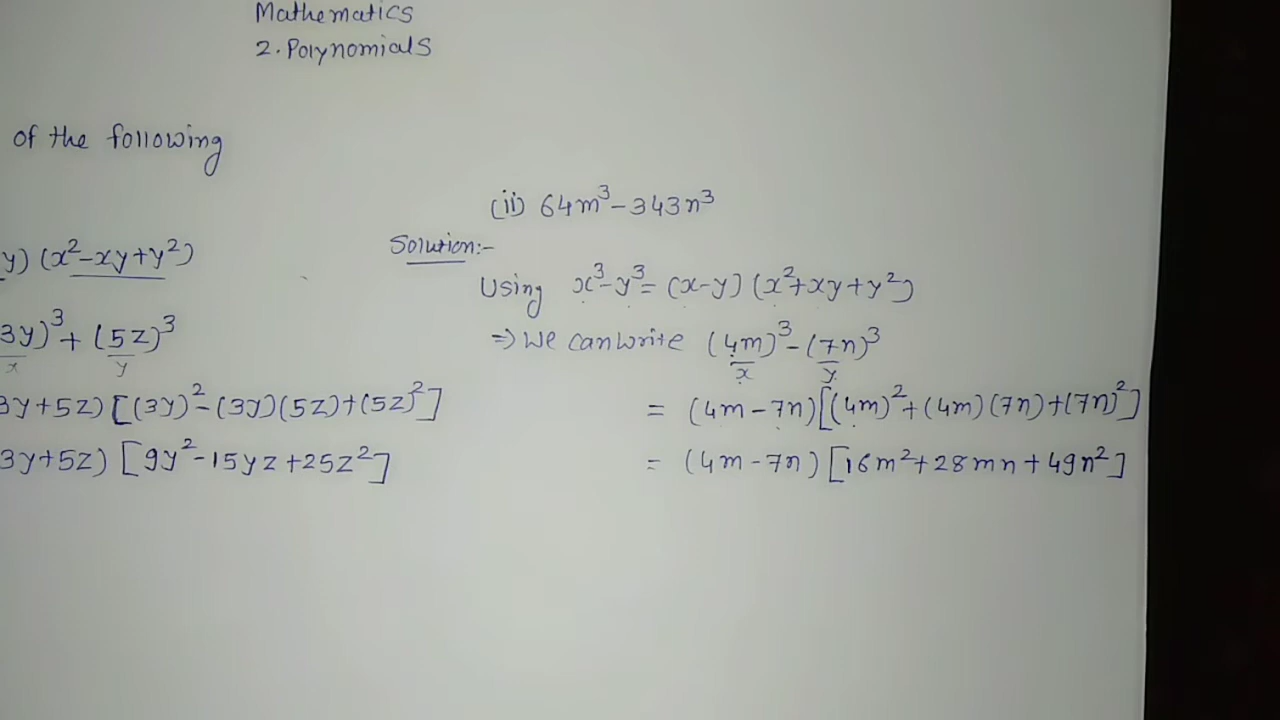 Mathematics
2. Polynomials
of the following
y) (x²-xy+y²)
3y)³ + (5z)³
x y
3y+5z) [(3y)²-(3y)(5z)+(5z)²]
3y+5z) [9y²-15yz+25z²]
(ii) 64m³-343n³
Solution:-
Using x³-y³= (x-y) (x²+xy+y²)
=> We can write (4m)³-(7n)³
x y
= (4m-7n)[(4m)²+(4m)(7n)+(7n)²]
= (4m-7n) [16m²+28mn+49n²]